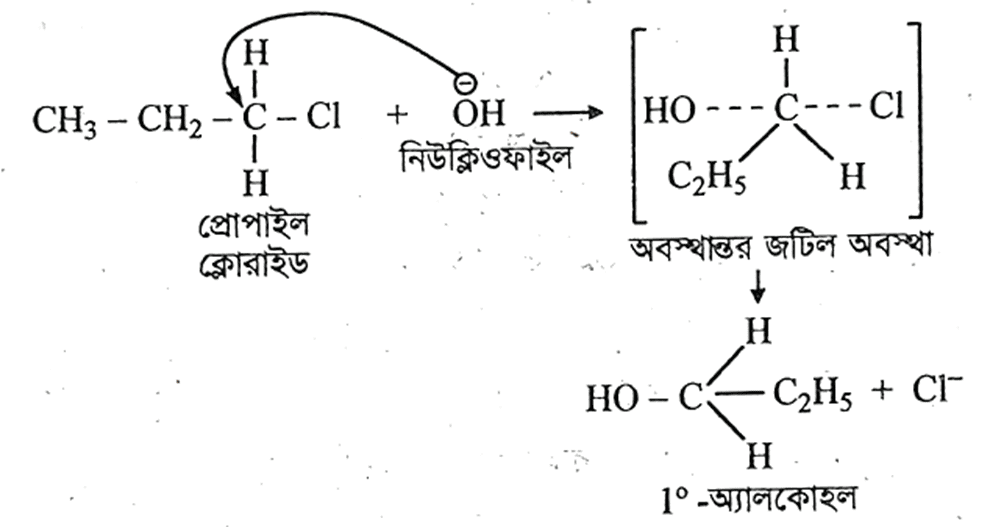 H
CH₃ – CH₂ – C – Cl + OH⊖ ⟶ [HO - - - C - - - Cl]
H
নিউক্লিওফাইল
H
C₂H₅ H
প্রোপাইল
ক্লোরাইড
অবস্থান্তর জটিল অবস্থা
H
HO – C — C₂H₅ + Cl⁻
H
1° -অ্যালকোহল